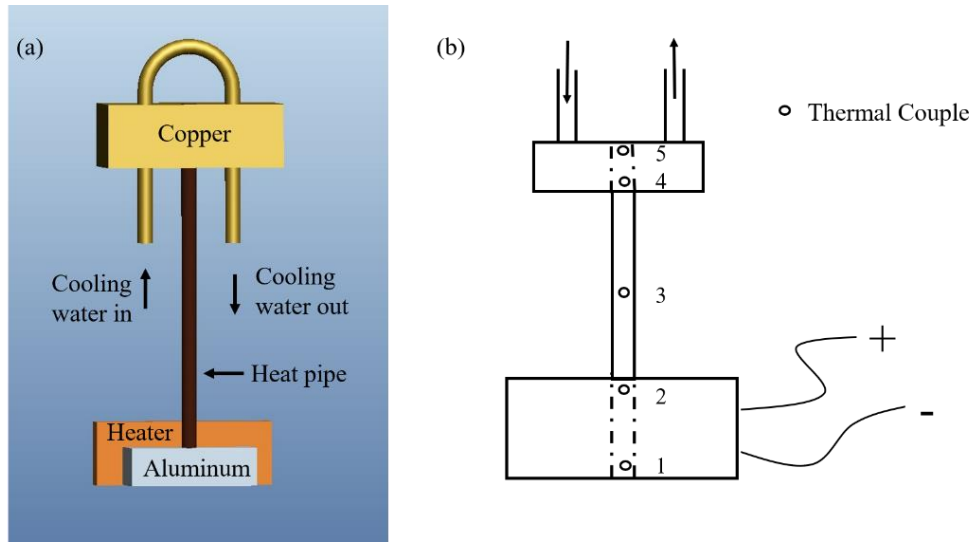 (a)
Copper
Cooling
water in
Cooling
water out
Heat pipe
Heater
Aluminum
(b)
Thermal Couple
5
4
3
2
1
+
-